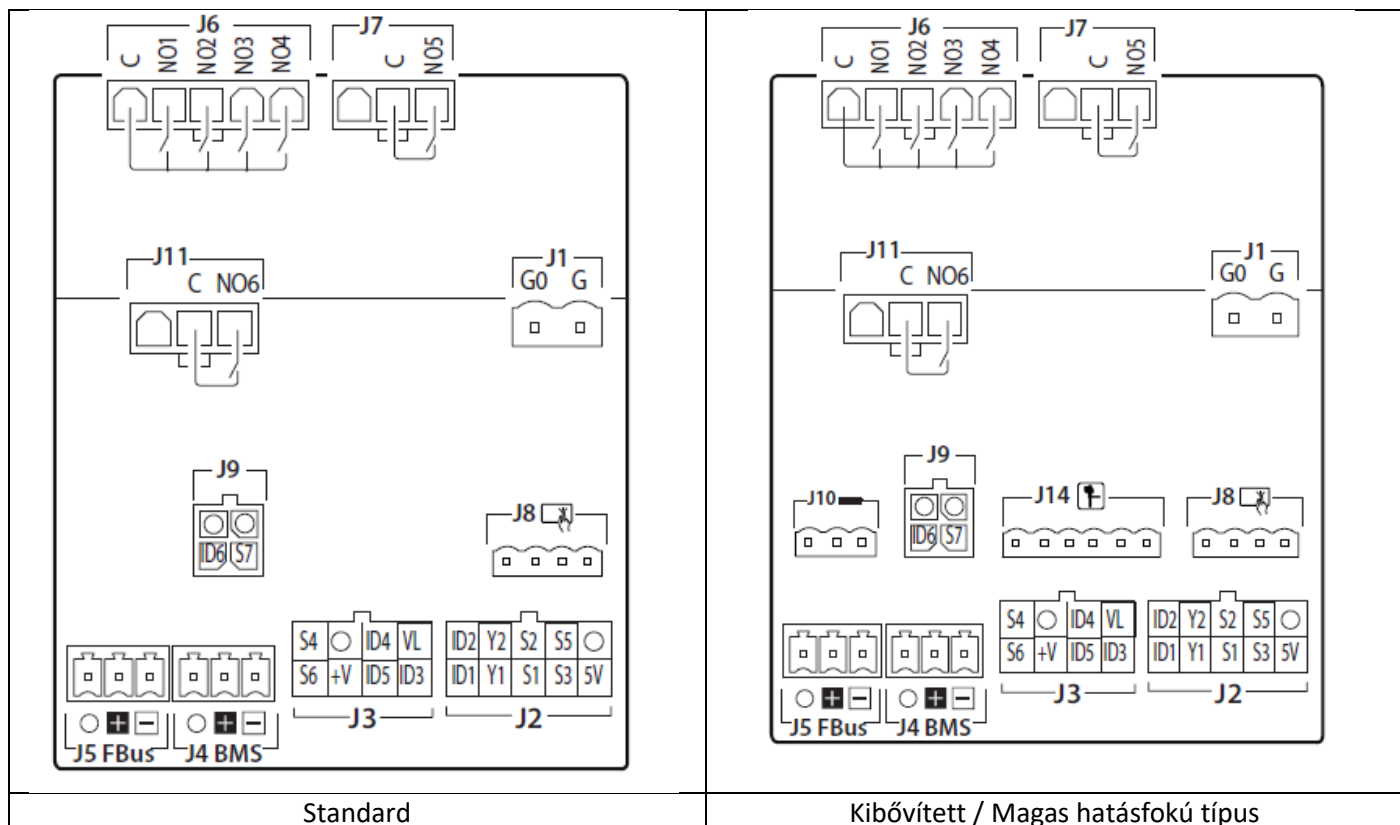 J6 J7
C NO1 NO2 NO3 NO4 C NO5
J11 J1
C NO6 G0 G
J9
ID6 S7
J8
S4 ○ ID4 VL ID2 Y2 S2 S5 ○
S6 +V ID5 ID3 ID1 Y1 S1 S3 5V
○ + - ○ + - J3 J2
J5 FBus J4 BMS
Standard
J6 J7
C NO1 NO2 NO3 NO4 C NO5
J11 J1
C NO6 G0 G
J9
J10 J14 J8
ID6 S7
S4 ○ ID4 VL ID2 Y2 S2 S5 ○
S6 +V ID5 ID3 ID1 Y1 S1 S3 5V
○ + - ○ + - J3 J2
J5 FBus J4 BMS
Kibővített / Magas hatásfokú típus